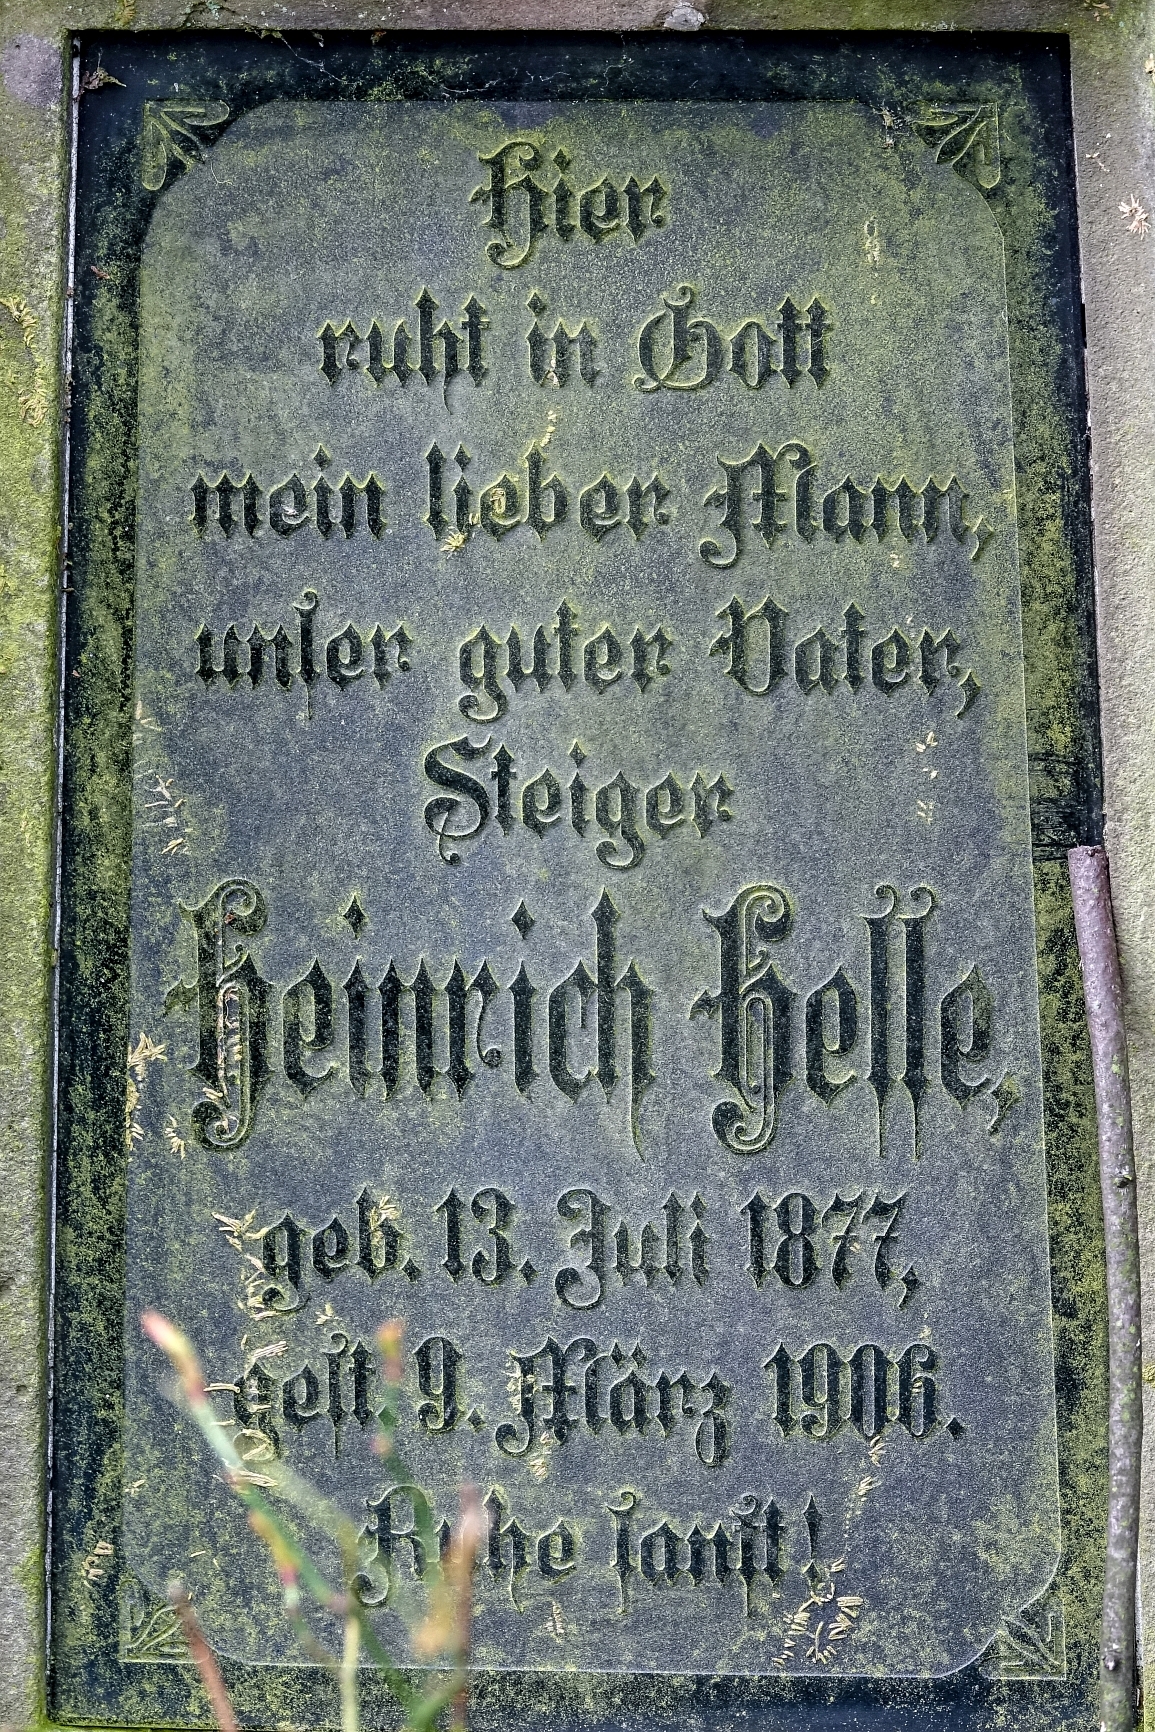 Hier
ruht in Gott
mein lieber Mann,
unſer guter Vater,
Steiger
Heinrich Heſſe,
geb. 13. Juli 1877,
geſt. 9. März 1906.
Ruhe ſanft!